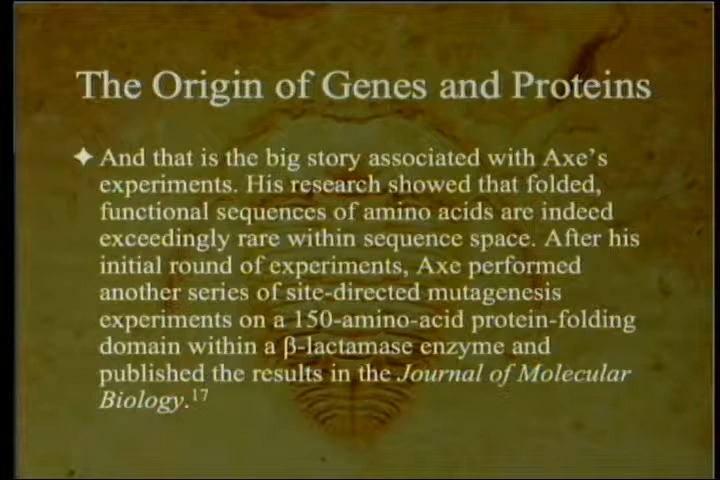 The Origin of Genes and Proteins
✦ And that is the big story associated with Axe's
experiments. His research showed that folded,
functional sequences of amino acids are indeed
exceedingly rare within sequence space. After his
initial round of experiments, Axe performed
another series of site-directed mutagenesis
experiments on a 150-amino-acid protein-folding
domain within a β-lactamase enzyme and
published the results in the Journal of Molecular
Biology.¹⁷